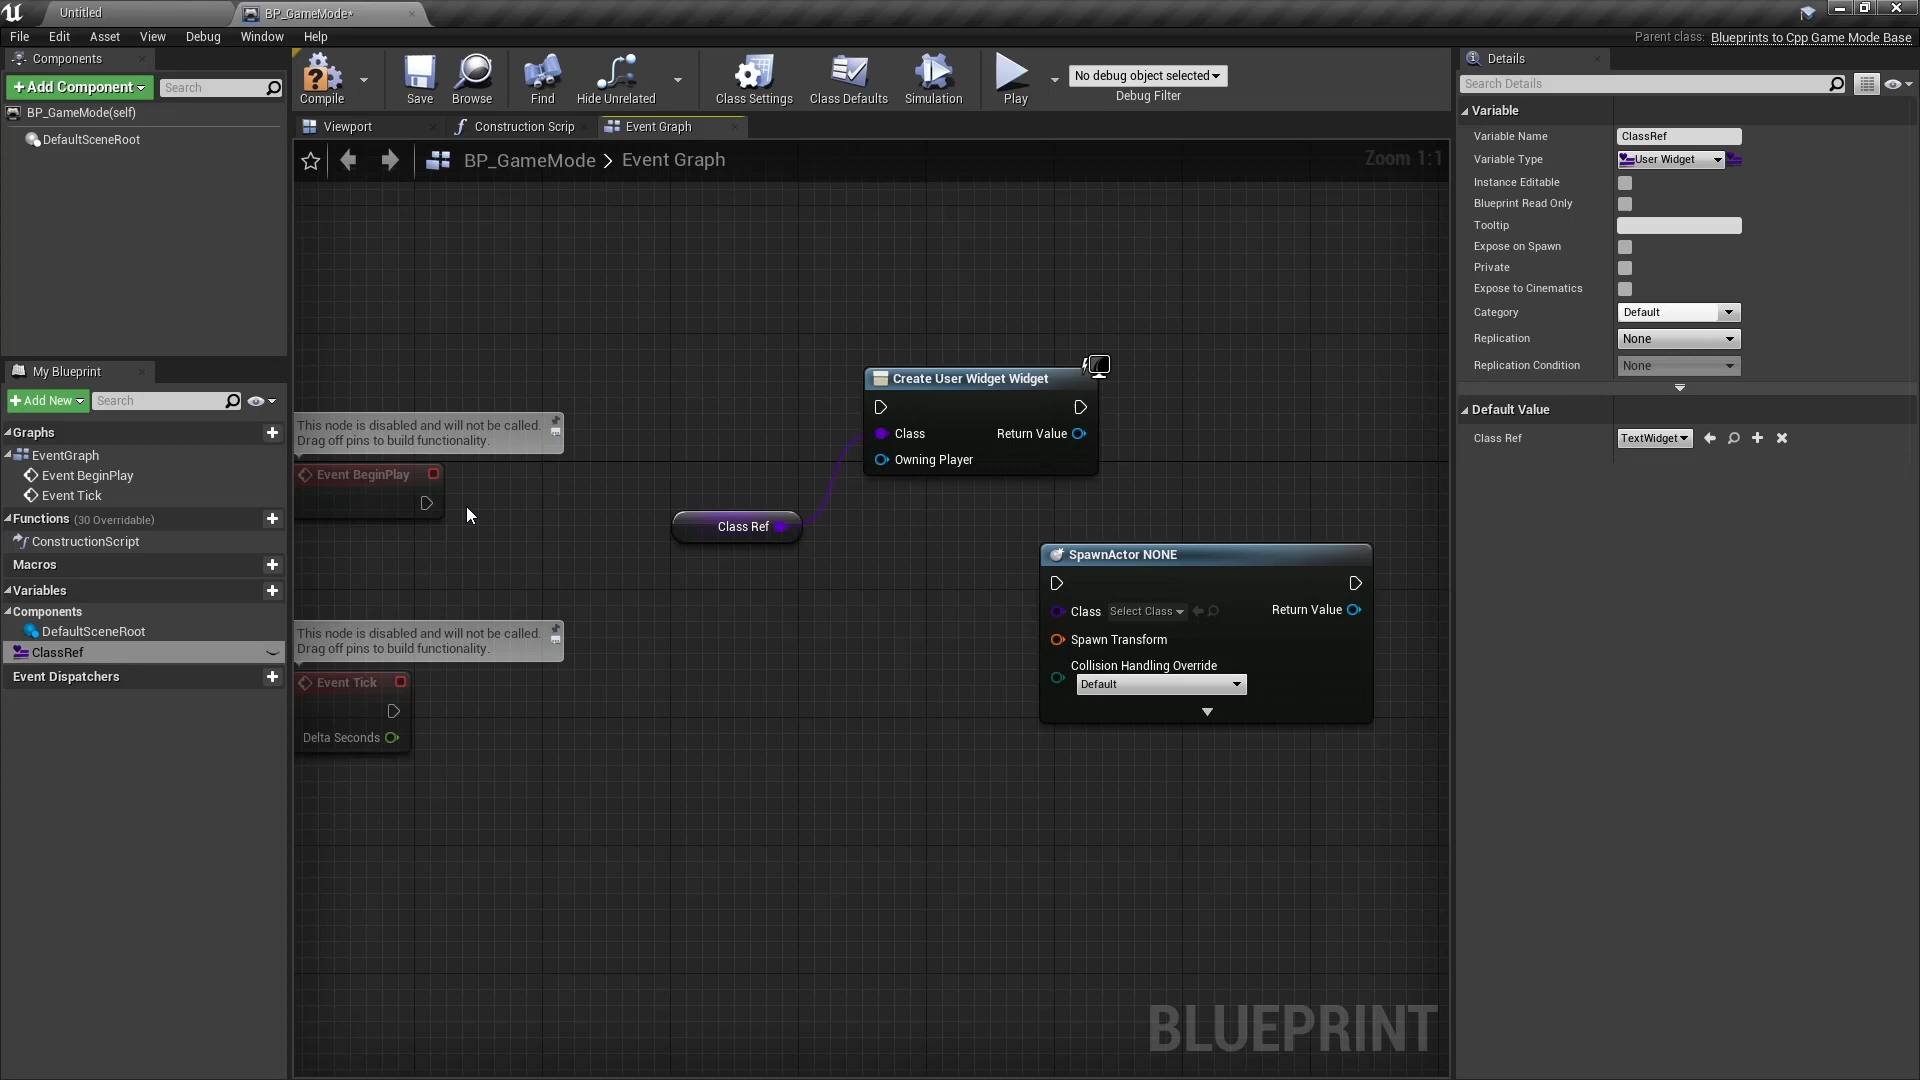 Untitled
BP_GameMode*
File Edit Asset View Debug Window Help
Parent class: Blueprints to Cpp Game Mode Base
Components
+Add Component
Search
BP_GameMode(self)
DefaultSceneRoot
My Blueprint
+Add New
Search
Graphs
EventGraph
Event BeginPlay
Event Tick
Functions (30 Overridable)
ConstructionScript
Macros
Variables
Components
DefaultSceneRoot
ClassRef
Event Dispatchers
Compile
Save
Browse
Find
Hide Unrelated
Class Settings
Class Defaults
Simulation
Play
No debug object selected
Debug Filter
Viewport
Construction Scrip
Event Graph
BP_GameMode > Event Graph
Zoom 1:1
This node is disabled and will not be called.
Drag off pins to build functionality.
Event BeginPlay
This node is disabled and will not be called.
Drag off pins to build functionality.
Event Tick
Delta Seconds
Class Ref
Create User Widget Widget
Class
Return Value
Owning Player
SpawnActor NONE
Class Select Class
Return Value
Spawn Transform
Collision Handling Override
Default
BLUEPRINT
Details
Search Details
Variable
Variable Name ClassRef
Variable Type User Widget
Instance Editable
Blueprint Read Only
Tooltip
Expose on Spawn
Private
Expose to Cinematics
Category Default
Replication None
Replication Condition None
Default Value
Class Ref TextWidget